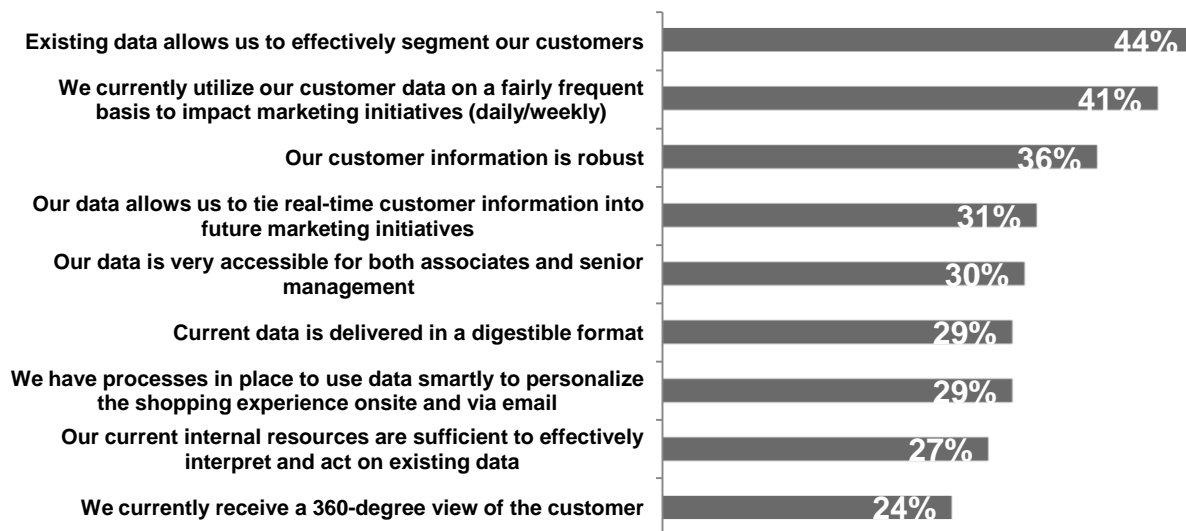 Existing data allows us to effectively segment our customers
44%
We currently utilize our customer data on a fairly frequent
basis to impact marketing initiatives (daily/weekly)
41%
Our customer information is robust
36%
Our data allows us to tie real-time customer information into
future marketing initiatives
31%
Our data is very accessible for both associates and senior
management
30%
Current data is delivered in a digestible format
29%
We have processes in place to use data smartly to personalize
the shopping experience onsite and via email
29%
Our current internal resources are sufficient to effectively
interpret and act on existing data
27%
We currently receive a 360-degree view of the customer
24%